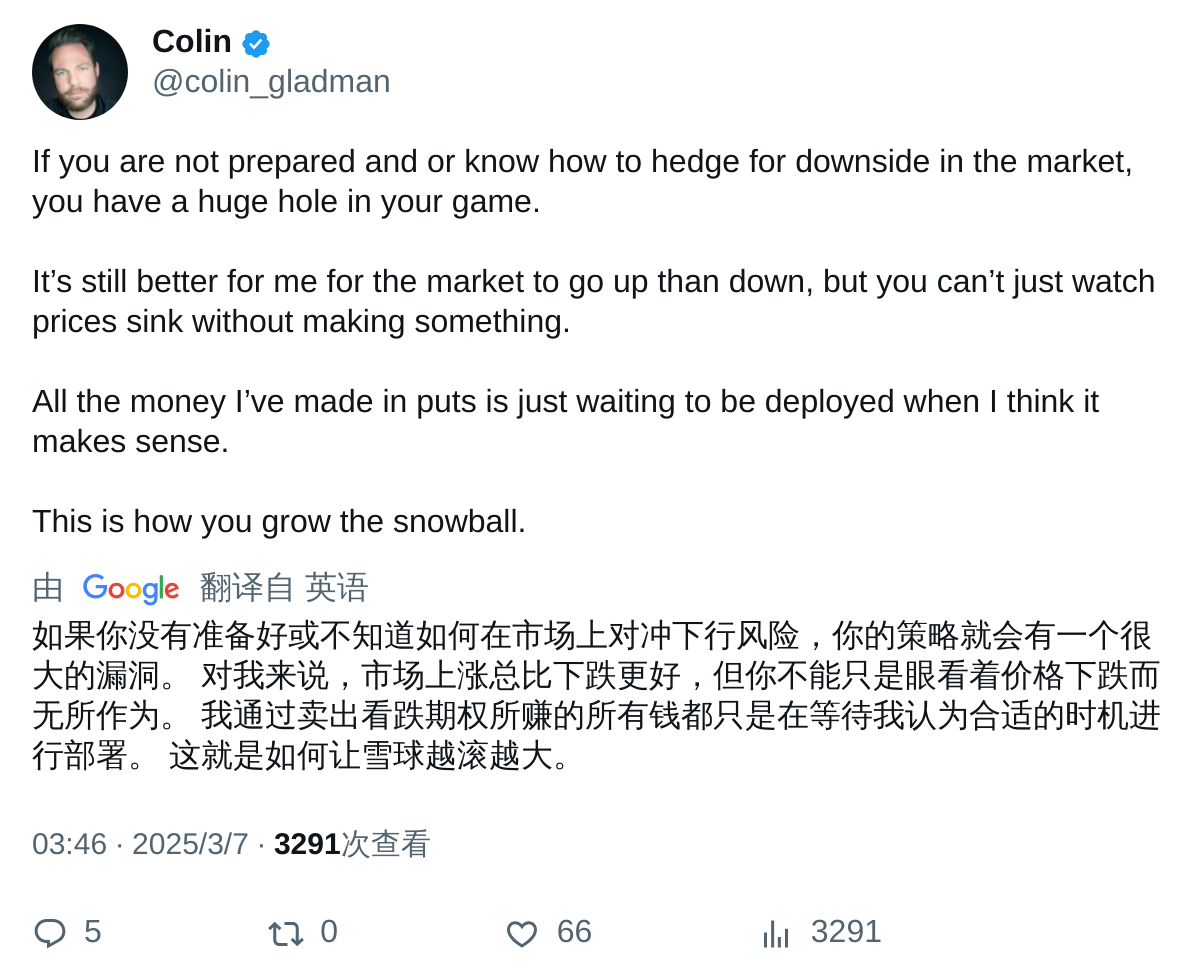 Colin
@colin_gladman
If you are not prepared and or know how to hedge for downside in the market,
you have a huge hole in your game.
It’s still better for me for the market to go up than down, but you can’t just watch
prices sink without making something.
All the money I’ve made in puts is just waiting to be deployed when I think it
makes sense.
This is how you grow the snowball.
由 Google 翻译自 英语
如果你没有准备好或不知道如何在市场上对冲下行风险，你的策略就会有一个很
大的漏洞。 对我来说，市场上涨总比下跌更好，但你不能只是眼看着价格下跌而
无所作为。 我通过卖出看跌期权所赚的所有钱都只是在等待我认为合适的时机进
行部署。 这就是如何让雪球越滚越大。
03:46 · 2025/3/7 · 3291次查看
5 0 66 3291